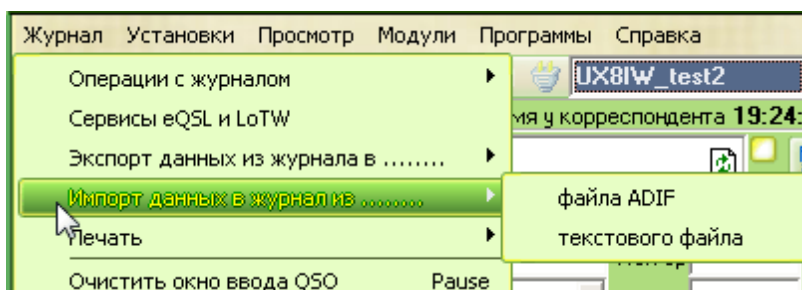 Журнал Установки Просмотр Модули Программы Справка
Операции с журналом
UX8IW_test2
Сервисы eQSL и LoTW
мя у корреспондента 19:24:
Экспорт данных из журнала в ........
Импорт данных в журнал из ........
файла ADIF
Печать
текстового файла
Очистить окно ввода QSO Pause